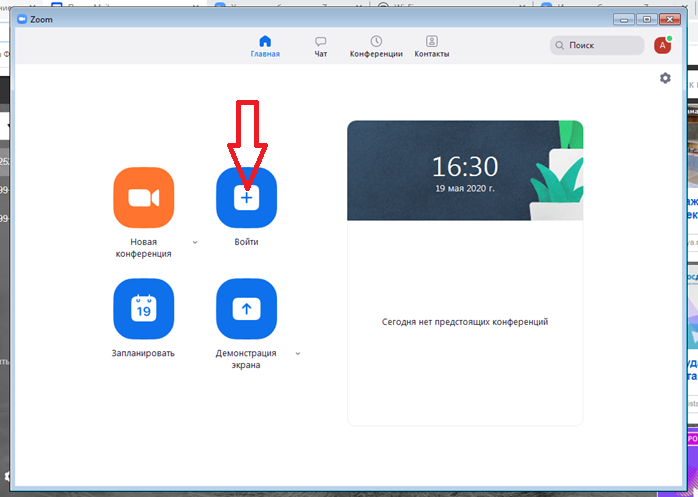 Zoom
Главная
Чат
Конференции
Контакты
Поиск
A
16:30
19 мая 2020 г.
Новая
конференция
Войти
19
Запланировать
Демонстрация
экрана
Сегодня нет предстоящих конференций